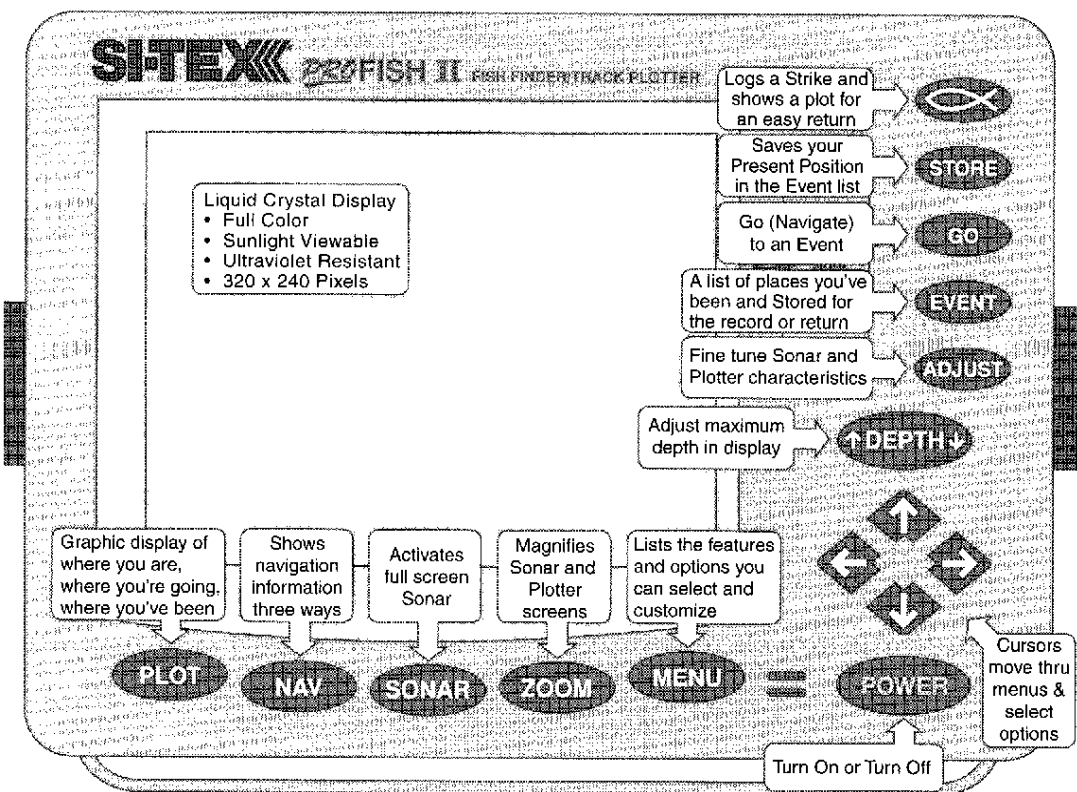 SI-TEX PROFISH II FISH FINDER/TRACK PLOTTER
Logs a Strike and
shows a plot for
an easy return
Saves your
Present Position
in the Event list
STORE
Go (Navigate)
to an Event
GO
A list of places you've
been and Stored for
the record or return
EVENT
Fine tune Sonar and
Plotter characteristics
ADJUST
Adjust maximum
depth in display
↑DEPTH↓
Liquid Crystal Display
• Full Color
• Sunlight Viewable
• Ultraviolet Resistant
• 320 x 240 Pixels
Graphic display of
where you are,
where you're going,
where you've been
Shows
navigation
information
three ways
Activates
full screen
Sonar
Magnifies
Sonar and
Plotter
screens
Lists the features
and options you
can select and
customize
PLOT
NAV
SONAR
ZOOM
MENU
POWER
Cursors
move thru
menus &
select
options
Turn On or Turn Off